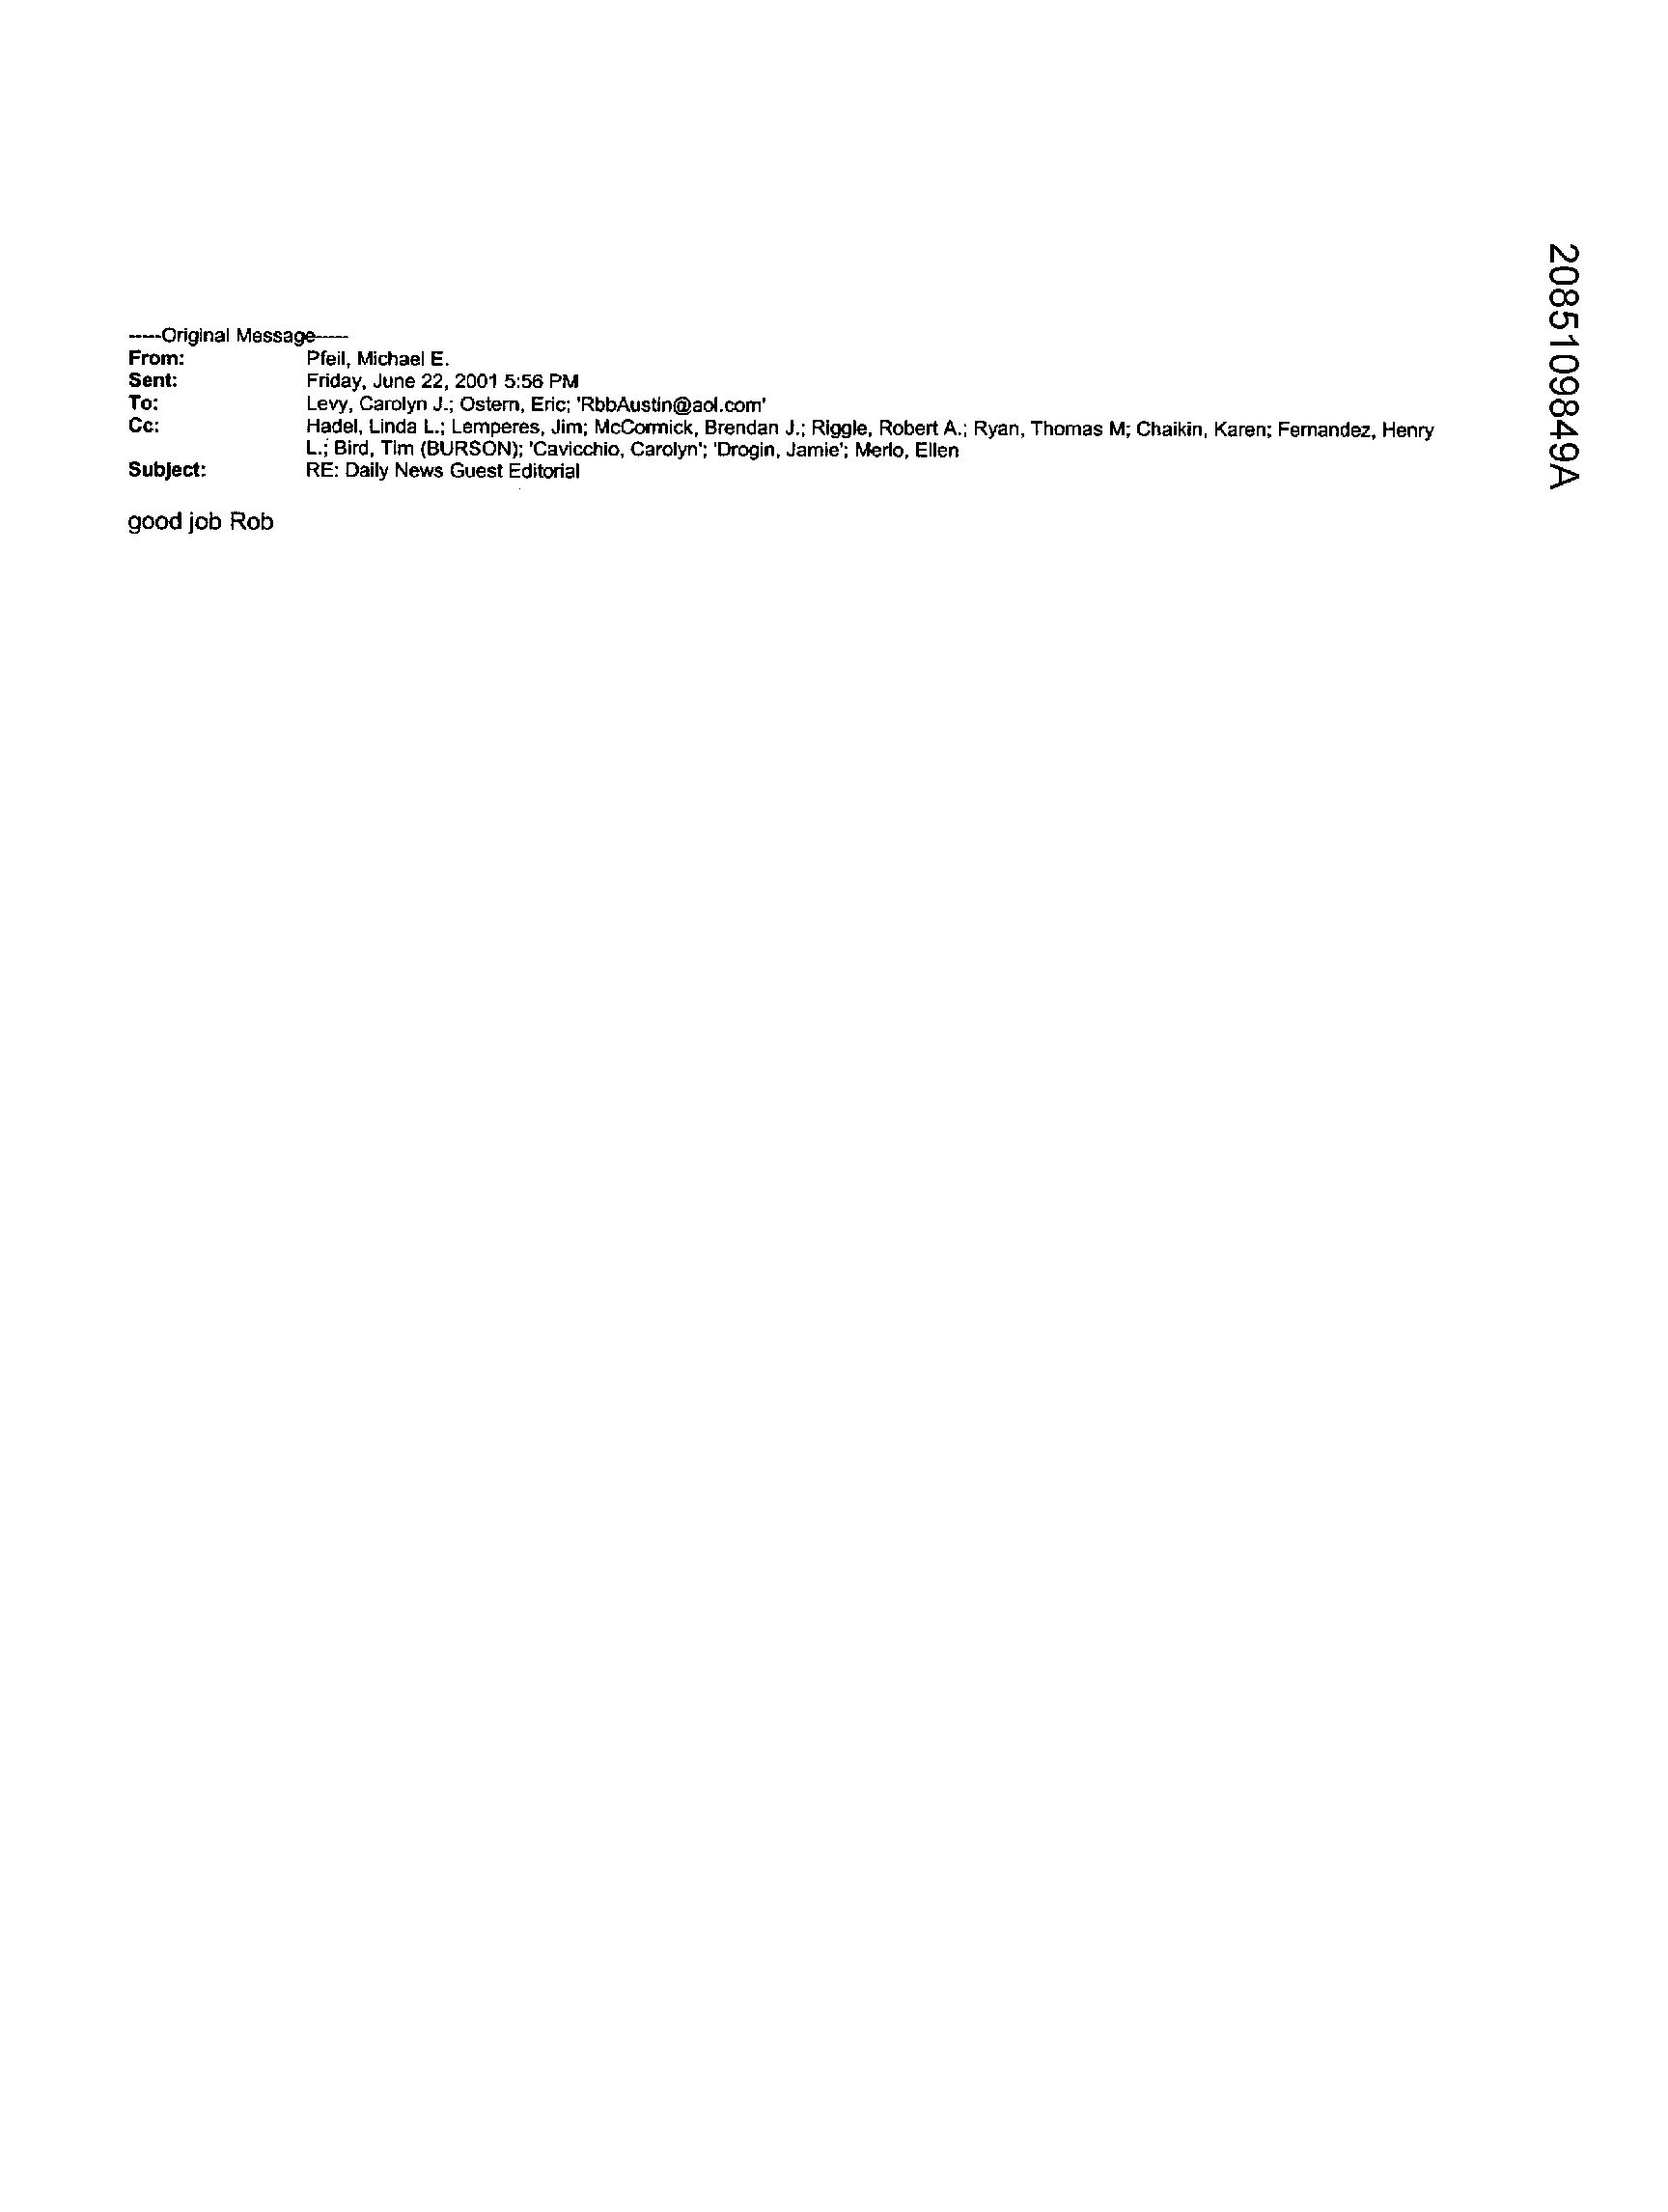 -----Original Message-----
From: Pfeil, Michael E.
Sent: Friday, June 22, 2001 5:56 PM
To: Levy, Carolyn J.; Ostern, Eric; 'RbbAustin@aol.com'
Cc: Hadel, Linda L.; Lemperes, Jim; McCormick, Brendan J.; Riggle, Robert A.; Ryan, Thomas M; Chaikin, Karen; Fernandez, Henry
L.; Bird, Tim (BURSON); 'Cavicchio, Carolyn'; 'Drogin, Jamie'; Merlo, Ellen
Subject: RE: Daily News Guest Editorial
good job Rob
2085109849A